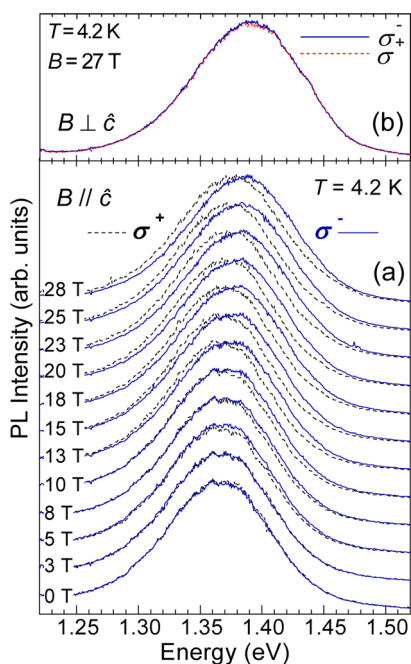 T = 4.2 K
B = 27 T
σ-
σ+
B ⊥ ĉ
(b)
B // ĉ
T = 4.2 K
σ+
σ-
(a)
28 T
25 T
23 T
20 T
18 T
15 T
13 T
10 T
8 T
5 T
3 T
0 T
PL Intensity (arb. units)
1.25 1.30 1.35 1.40 1.45 1.50
Energy (eV)